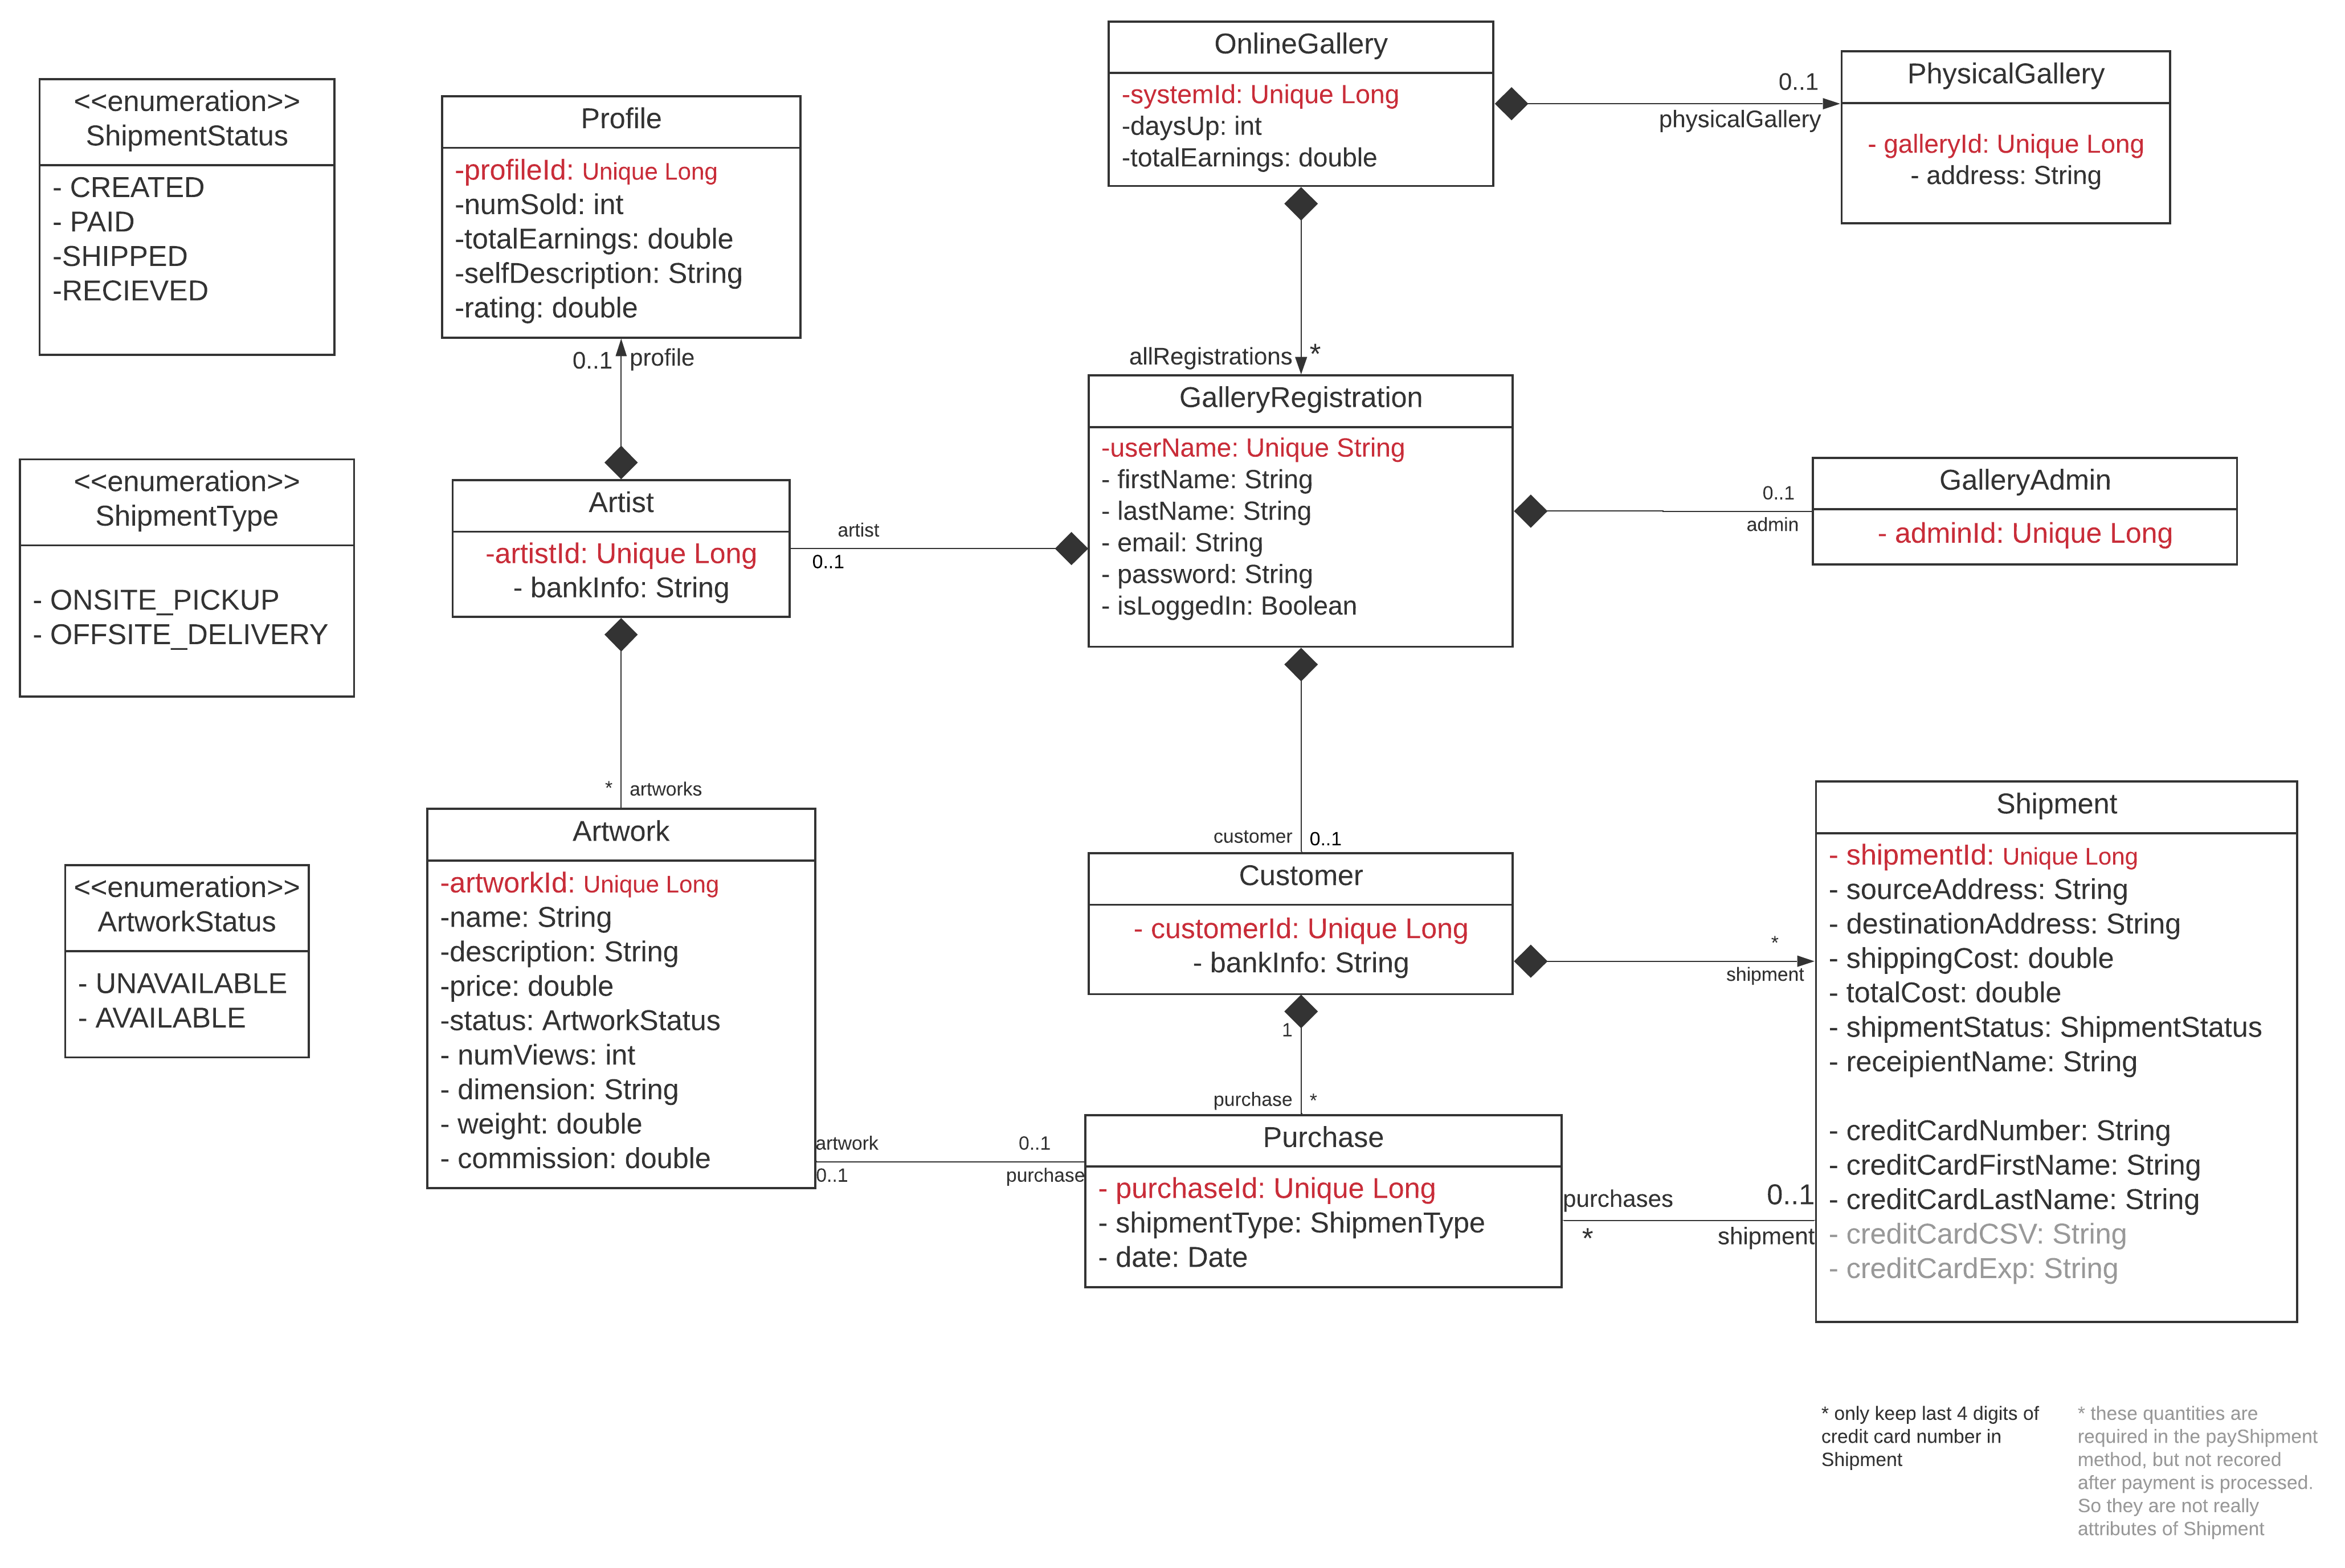 OnlineGallery
-systemId: Unique Long
-daysUp: int
-totalEarnings: double
0..1
physicalGallery
PhysicalGallery
- galleryId: Unique Long
- address: String
<<enumeration>>
ShipmentStatus
- CREATED
- PAID
-SHIPPED
-RECIEVED
Profile
-profileId: Unique Long
-numSold: int
-totalEarnings: double
-selfDescription: String
-rating: double
0..1
profile
allRegistrations
*
GalleryRegistration
-userName: Unique String
- firstName: String
- lastName: String
- email: String
- password: String
- isLoggedIn: Boolean
<<enumeration>>
ShipmentType
- ONSITE_PICKUP
- OFFSITE_DELIVERY
Artist
-artistId: Unique Long
- bankInfo: String
artist
0..1
0..1
admin
GalleryAdmin
- adminId: Unique Long
*
artworks
customer
0..1
<<enumeration>>
ArtworkStatus
- UNAVAILABLE
- AVAILABLE
Artwork
-artworkId: Unique Long
-name: String
-description: String
-price: double
-status: ArtworkStatus
- numViews: int
- dimension: String
- weight: double
- commission: double
Customer
- customerId: Unique Long
- bankInfo: String
*
shipment
Shipment
- shipmentId: Unique Long
- sourceAddress: String
- destinationAddress: String
- shippingCost: double
- totalCost: double
- shipmentStatus: ShipmentStatus
- receipientName: String
- creditCardNumber: String
- creditCardFirstName: String
- creditCardLastName: String
- creditCardCSV: String
- creditCardExp: String
1
purchase
*
artwork
0..1
0..1
purchase
Purchase
- purchaseId: Unique Long
- shipmentType: ShipmenType
- date: Date
purchases
*
0..1
shipment
* only keep last 4 digits of
credit card number in
Shipment
* these quantities are
required in the payShipment
method, but not recored
after payment is processed.
So they are not really
attributes of Shipment